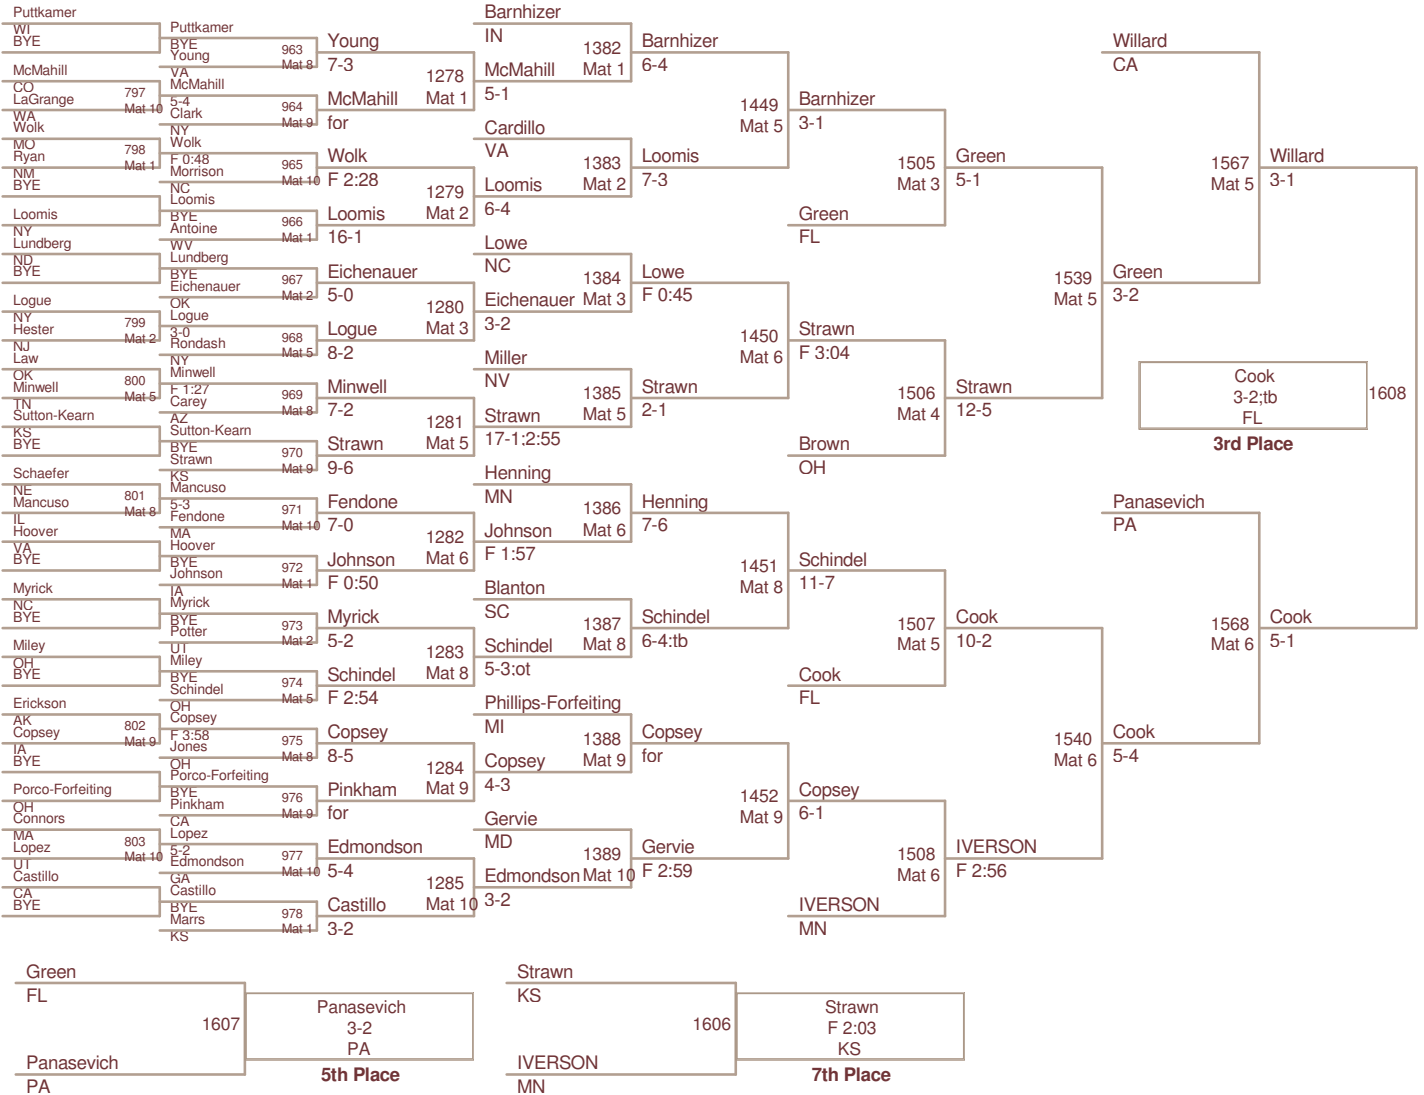 Puttkamer
WI
BYE
McMahill
CO
LaGrange
WA
Wolk
MO
Ryan
NM
BYE
Loomis
NY
Lundberg
ND
BYE
Logue
NY
Hester
NJ
Law
OK
Minwell
TN
Sutton-Kearn
KS
BYE
Schaefer
NE
Mancuso
IL
Hoover
VA
BYE
Myrick
NC
BYE
Miley
OH
BYE
Erickson
AK
Copsey
IA
BYE
Porco-Forfeiting
OH
Connors
MA
Lopez
UT
Castillo
CA
BYE
797
Mat 10
798
Mat 1
799
Mat 2
800
Mat 5
801
Mat 8
802
Mat 9
803
Mat 10
Puttkamer
BYE
Young
VA
McMahill
5-4
Clark
NY
Wolk
F 0:48
Morrison
NC
Loomis
BYE
Antoine
WV
Lundberg
BYE
Eichenauer
OK
Logue
3-0
Rondash
NY
Minwell
F 1:27
Carey
AZ
Sutton-Kearn
BYE
Strawn
KS
Mancuso
5-3
Fendone
MA
Hoover
BYE
Johnson
IA
Myrick
BYE
Potter
UT
Miley
BYE
Schindel
OH
Copsey
F 3:58
Jones
OH
Porco-Forfeiting
BYE
Pinkham
CA
Lopez
5-2
Edmondson
GA
Castillo
BYE
Marrs
KS
963
Mat 8
964
Mat 9
965
Mat 10
966
Mat 1
967
Mat 2
968
Mat 5
969
Mat 8
970
Mat 9
971
Mat 10
972
Mat 1
973
Mat 2
974
Mat 5
975
Mat 8
976
Mat 9
977
Mat 10
978
Mat 1
Young
7-3
McMahill
for
Wolk
F 2:28
Loomis
16-1
Eichenauer
5-0
Logue
8-2
Minwell
7-2
Strawn
9-6
Fendone
7-0
Johnson
F 0:50
Myrick
5-2
Schindel
F 2:54
Copsey
8-5
Pinkham
for
Edmondson
5-4
Castillo
3-2
1278
Mat 1
1279
Mat 2
1280
Mat 3
1281
Mat 5
1282
Mat 6
1283
Mat 8
1284
Mat 9
1285
Mat 10
Barnhizer
IN
McMahill
5-1
Cardillo
VA
Loomis
6-4
Lowe
NC
Eichenauer
3-2
Miller
NV
Strawn
17-1:2:55
Henning
MN
Johnson
F 1:57
Blanton
SC
Schindel
5-3:ot
Phillips-Forfeiting
MI
Copsey
4-3
Gervie
MD
Edmondson
3-2
1382
Mat 1
1383
Mat 2
1384
Mat 3
1385
Mat 5
1386
Mat 6
1387
Mat 8
1388
Mat 9
1389
Mat 10
Barnhizer
6-4
Loomis
7-3
Lowe
F 0:45
Strawn
2-1
Henning
7-6
Schindel
6-4:tb
Copsey
for
Gervie
F 2:59
1449
Mat 5
1450
Mat 6
1451
Mat 8
1452
Mat 9
Barnhizer
3-1
Green
FL
Strawn
F 3:04
Brown
OH
Schindel
11-7
Cook
FL
Copsey
6-1
IVERSON
MN
1505
Mat 3
1506
Mat 4
1507
Mat 5
1508
Mat 6
Green
5-1
Strawn
12-5
Cook
10-2
IVERSON
F 2:56
1539
Mat 5
1540
Mat 6
Willard
CA
Green
3-2
Panasevich
PA
Cook
5-4
1567
Mat 5
1568
Mat 6
Willard
3-1
Cook
5-1
Cook
3-2;tb
FL
1608
3rd Place
Green
FL
Panasevich
PA
1607
Panasevich
3-2
PA
5th Place
Strawn
KS
IVERSON
MN
1606
Strawn
F 2:03
KS
7th Place